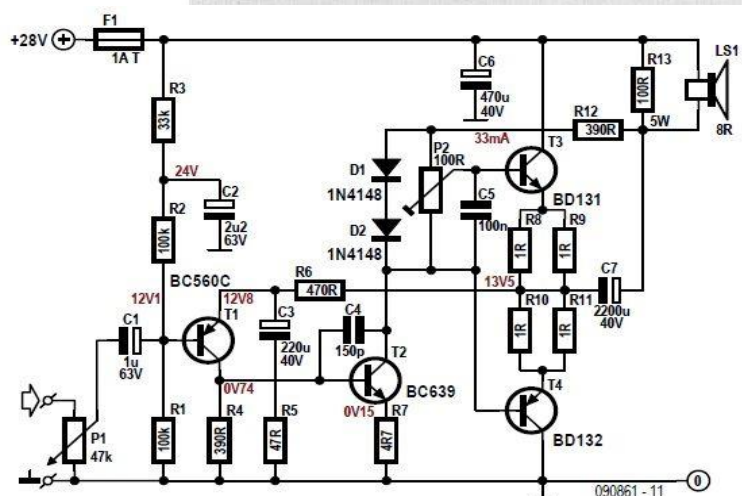 F1
+28V
1A T
LS1
R13
C6
100R
R3
470u
40V
R12
5W
8R
33k
390R
33mA
T3
P2
100R
24V
D1
C2
1N4148
C5
BD131
R2
2u2
63V
100n
R8
R9
100k
D2
1R
1R
1N4148
BC560C
R6
C7
12V1
12V8
470R
13V5
C1
T1
C3
C4
R10
R11
2200u
40V
1u
63V
220u
40V
150p
T2
1R
1R
0V74
BC639
T4
R1
R4
R5
0V15
R7
P1
100k
390R
47R
4R7
BD132
47k
0
090861 - 11